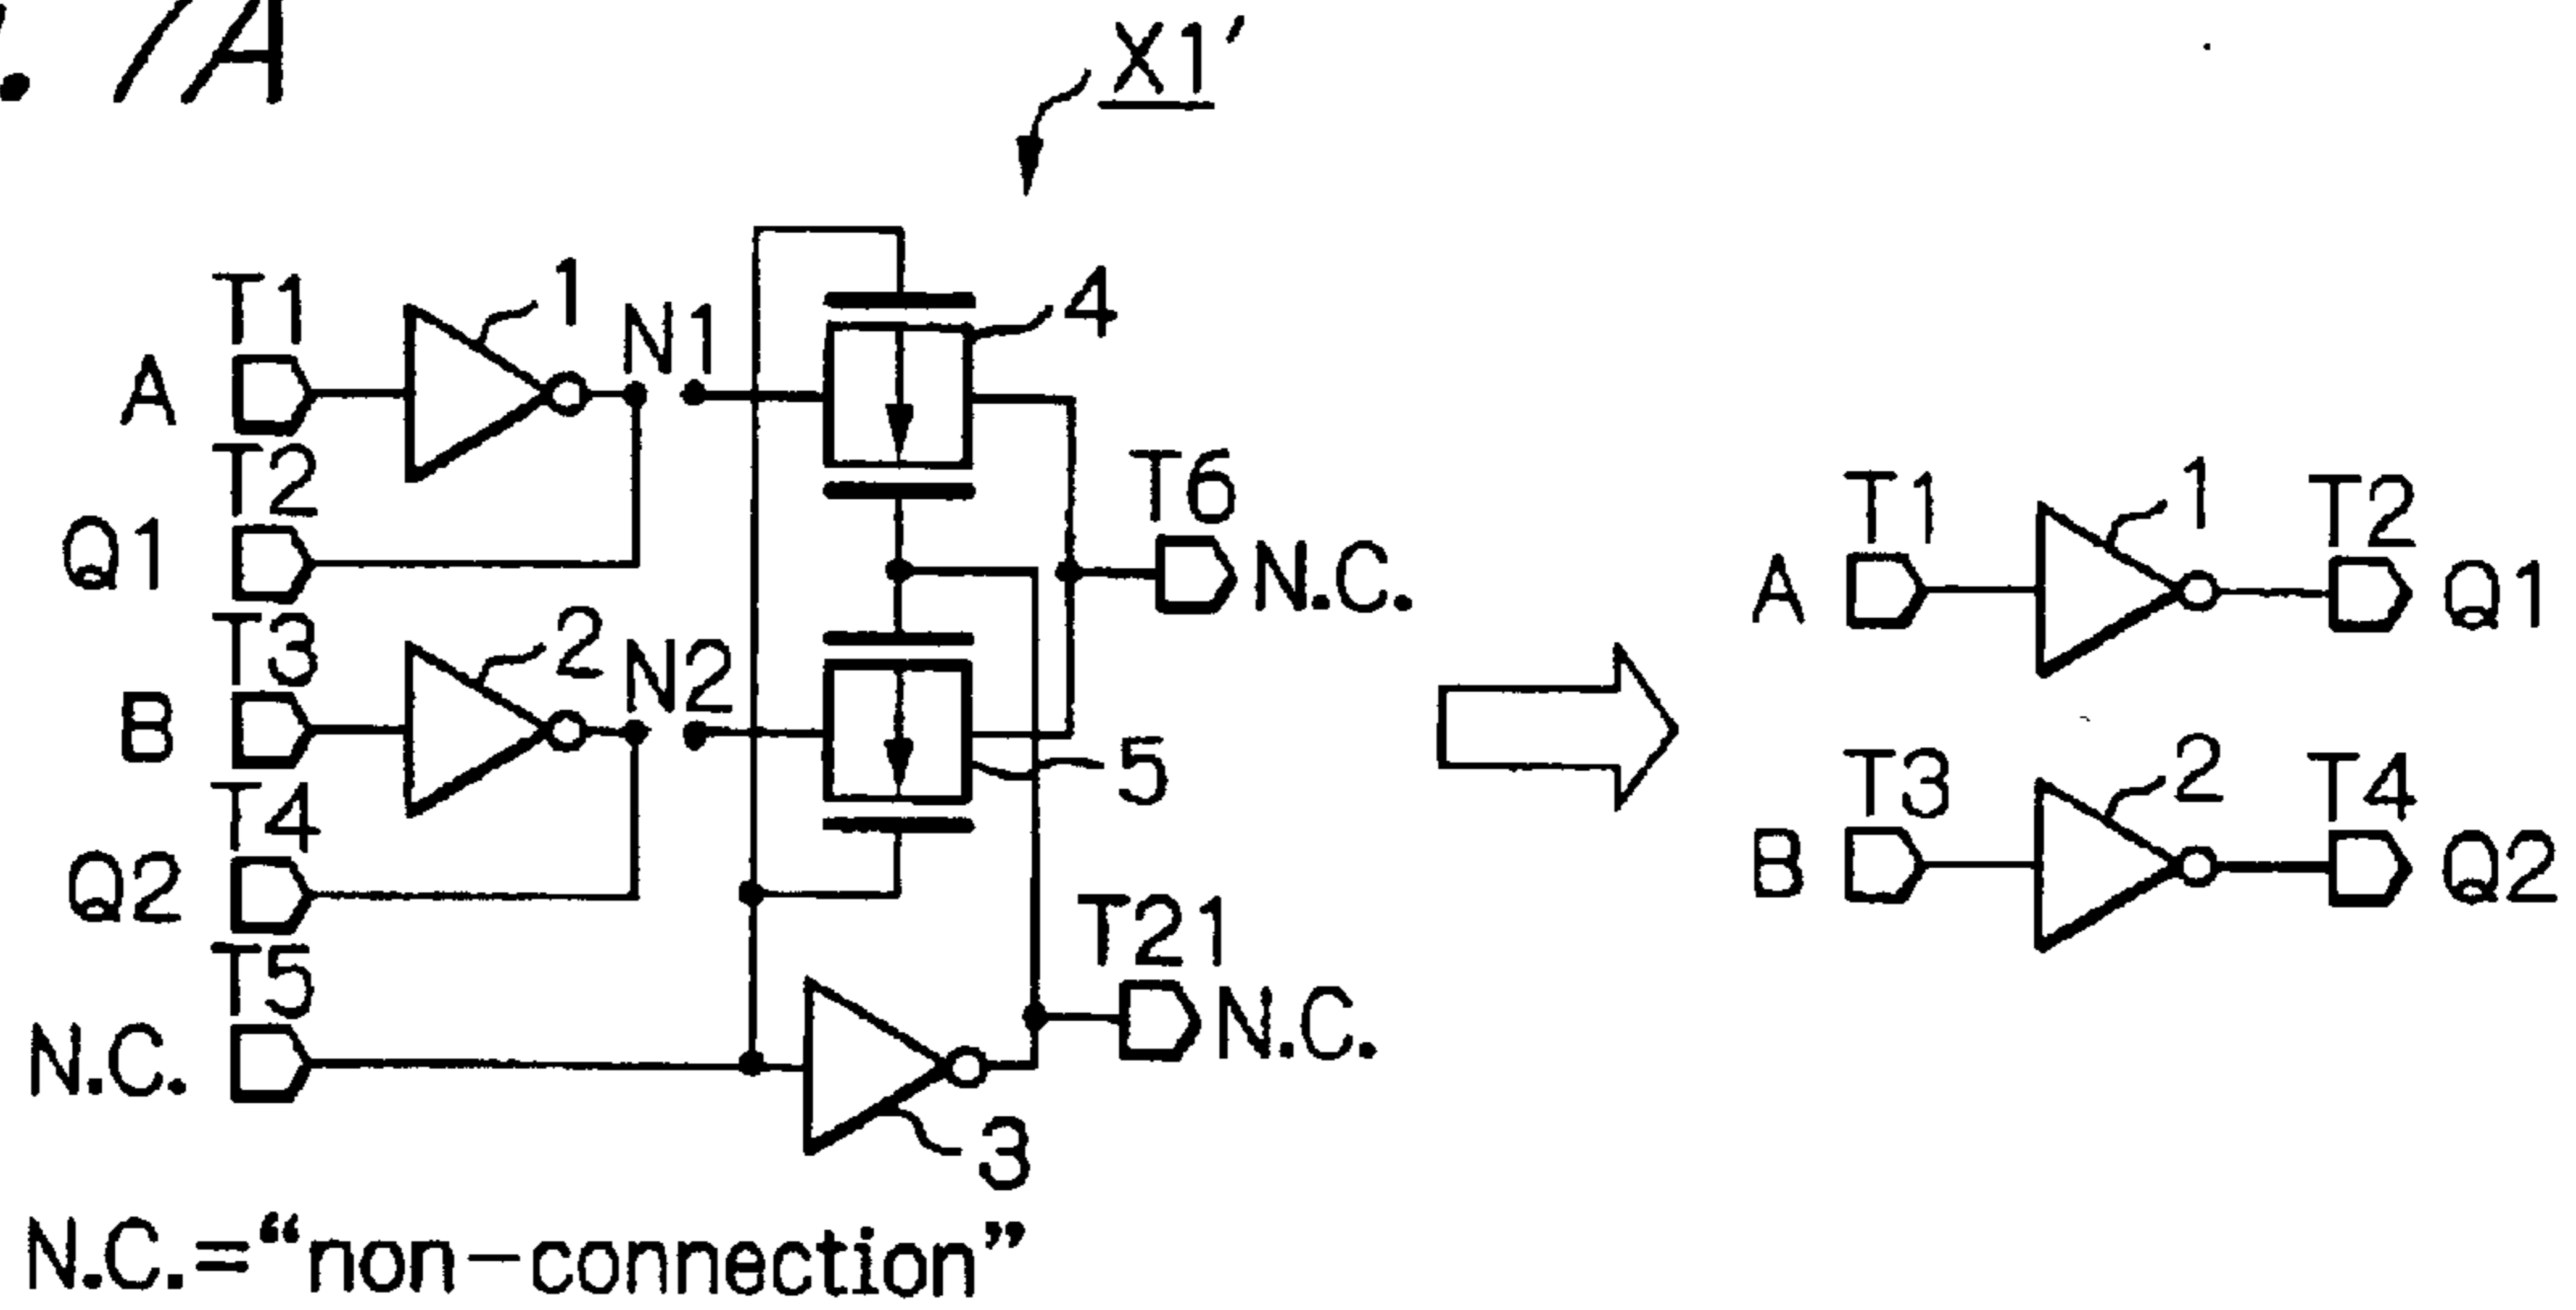 . 7A
X1'
T1
1
N1
4
A
T2
Q1
T6
N.C.
T3
2
N2
B
5
T4
Q2
T21
N.C.
T5
N.C.
3
N.C.="non-connection"
T1
1
T2
A
Q1
T3
2
T4
B
Q2